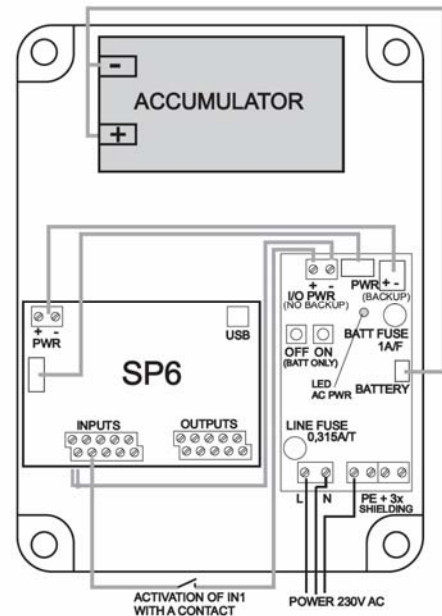 -
ACCUMULATOR
+
+ -
I/O PWR
(NO BACKUP)
PWR
+ -
(BACKUP)
BATT FUSE
1A/F
OFF ON
(BATT ONLY)
LED
AC PWR
BATTERY
LINE FUSE
0,315A/T
L N
PE + 3x
SHIELDING
+ -
PWR
USB
SP6
INPUTS
OUTPUTS
ACTIVATION OF IN1
WITH A CONTACT
POWER 230V AC